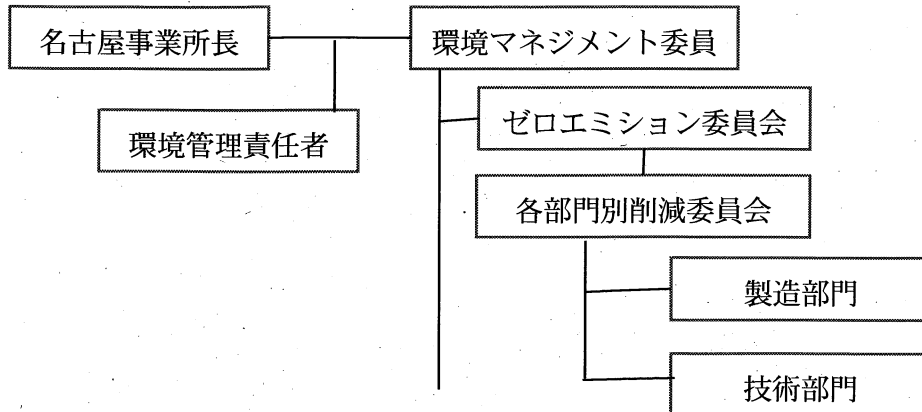 名古屋事業所長
環境マネジメント委員
環境管理責任者
ゼロエミション委員会
各部門別削減委員会
製造部門
技術部門